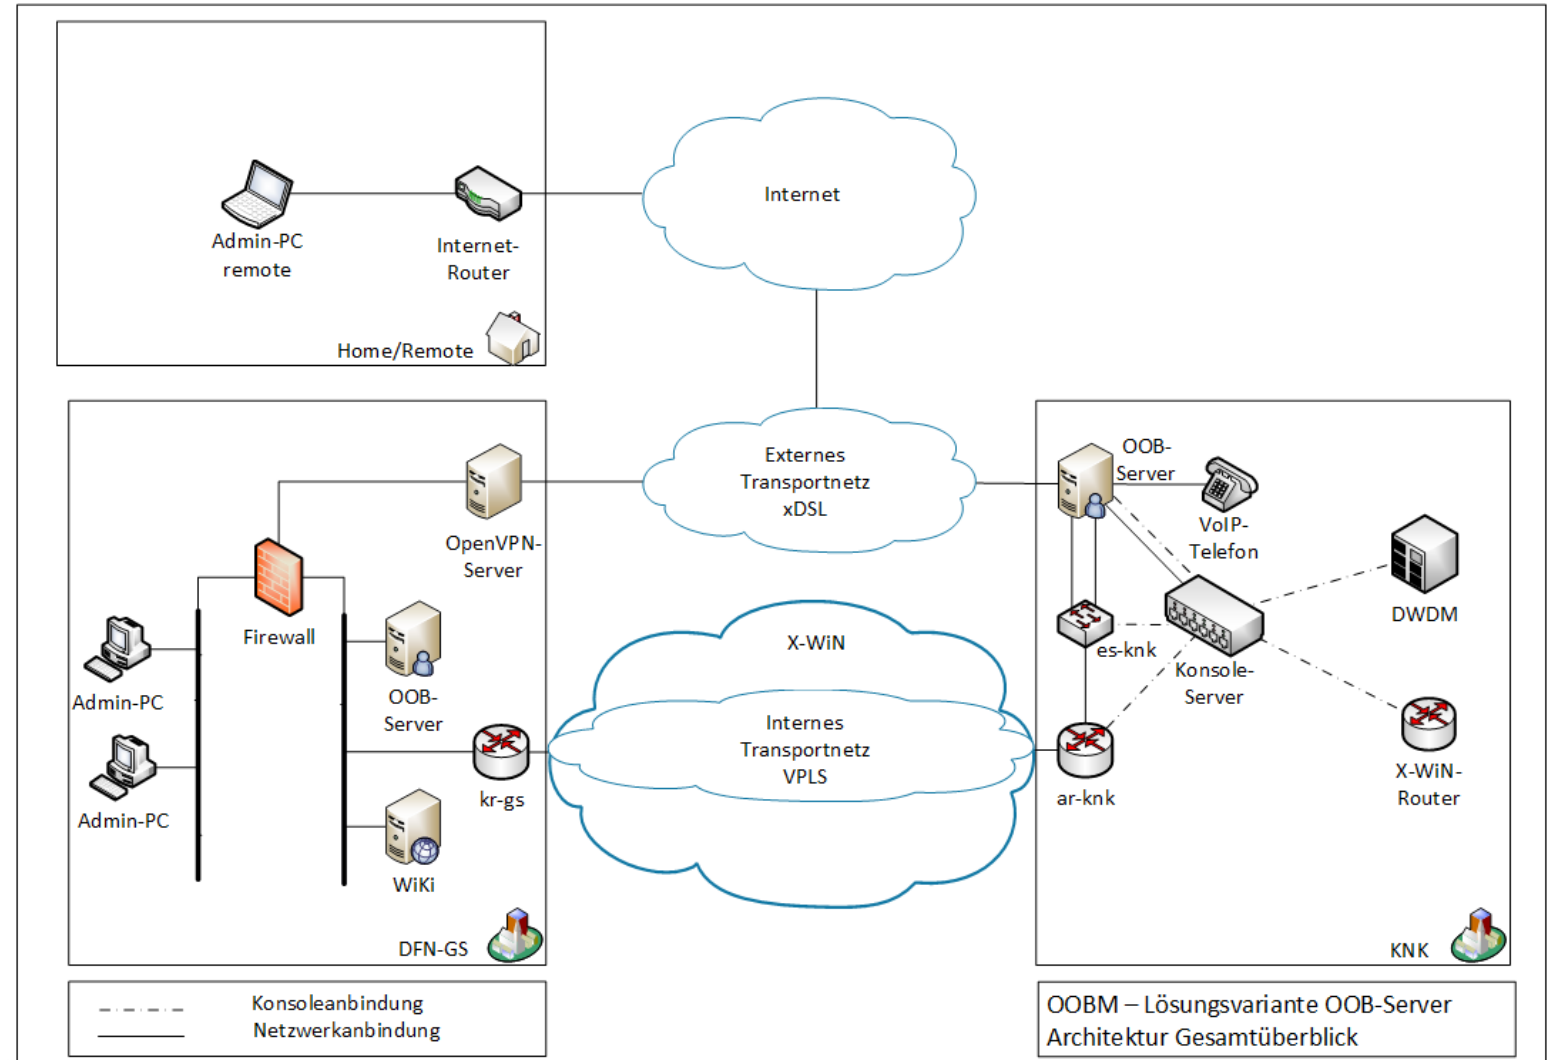 Internet
Admin-PC
remote
Internet-
Router
Home/Remote
Externes
Transportnetz
xDSL
OpenVPN-
Server
Firewall
Admin-PC
Admin-PC
OOB-
Server
kr-gs
WiKi
DFN-GS
X-WiN
Internes
Transportnetz
VPLS
OOB-
Server
VoIP-
Telefon
DWDM
es-knk
Konsole-
Server
ar-knk
X-WiN-
Router
KNK
Konsoleanbindung
Netzwerkanbindung
OOBM – Lösungsvariante OOB-Server
Architektur Gesamtüberblick